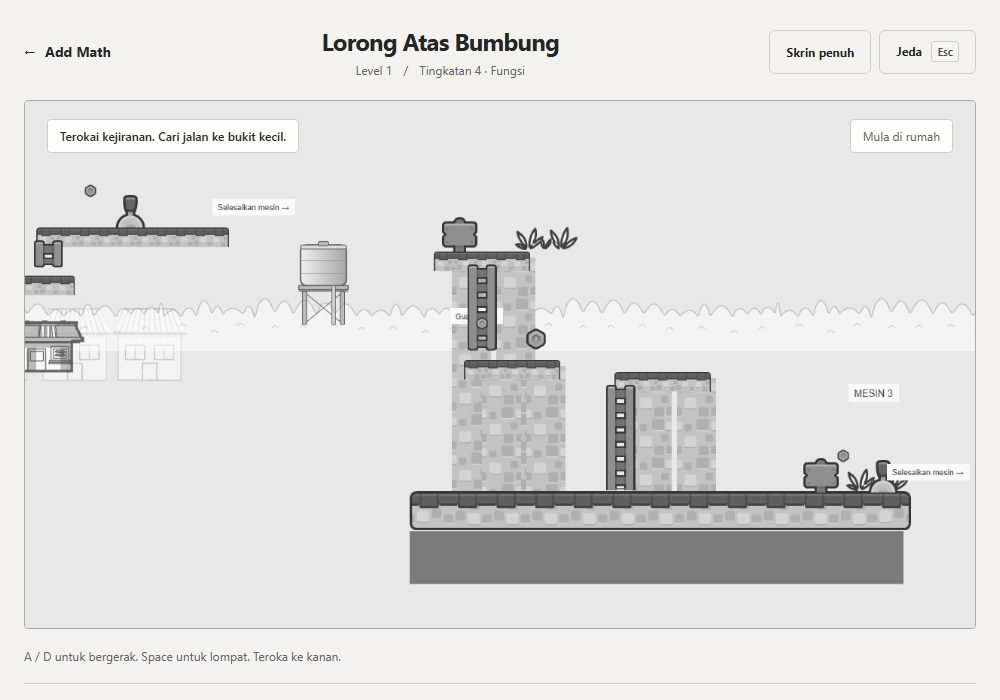 ← Add Math
Lorong Atas Bumbung
Level 1 / Tingkatan 4 · Fungsi
Skrin penuh
Jeda Esc
Terokai kejiranan. Cari jalan ke bukit kecil.
Mula di rumah
Selesaikan mesin →
MESIN 3
Selesaikan mesin →
A / D untuk bergerak. Space untuk lompat. Teroka ke kanan.